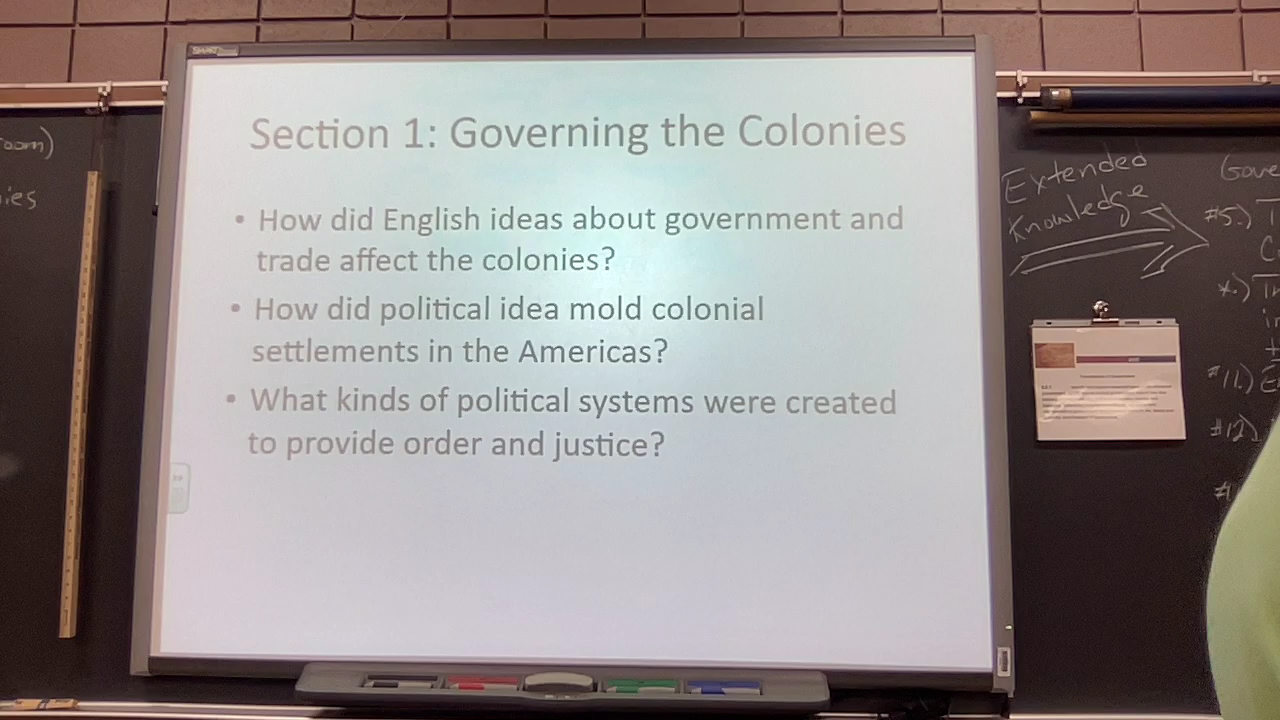 SMART
Section 1: Governing the Colonies
• How did English ideas about government and
trade affect the colonies?
• How did political idea mold colonial
settlements in the Americas?
• What kinds of political systems were created
to provide order and justice?
oom)
ies
Extended
Knowledge
Gove
#5.)
#11.)
#12)